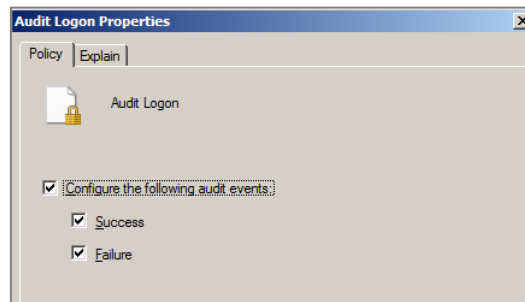 Audit Logon Properties
Policy Explain
Audit Logon
Configure the following audit events:
Success
Failure